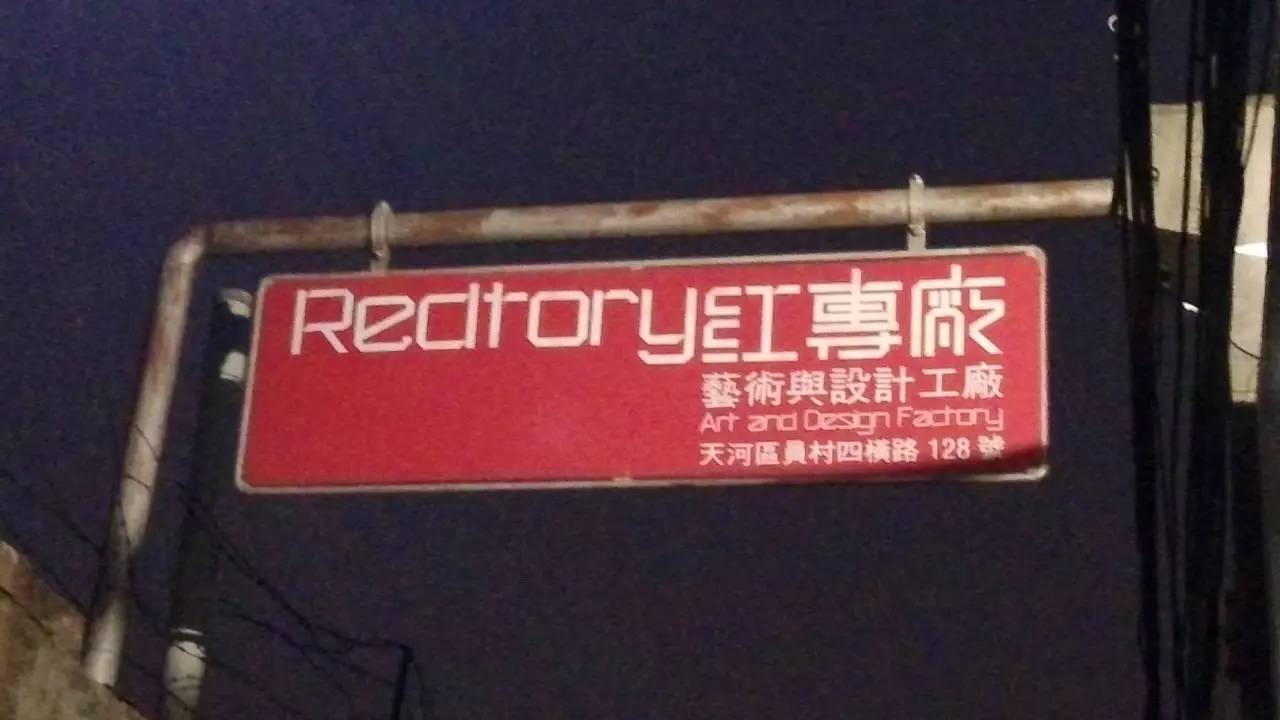 Redtory红專廠
藝術與設計工廠
Art and Design Factory
天河區員村四橫路 128 號